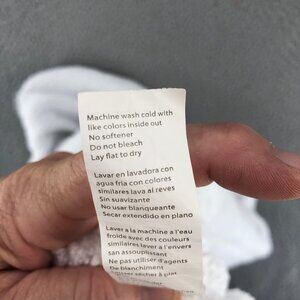 Machine wash cold with
like colors inside out
No softener
Do not bleach
Lay flat to dry
Lavar en lavadora con
agua fria con colores
similares lava al reves
Sin suavizante
No usar blanqueante
Secar extendido en plano
Laver a la machine a l'eau
froide avec des couleurs
similaires laver a l'envers
san assouplissant
Ne pas utiliser d'agents
De blanchiment
sécher à plat